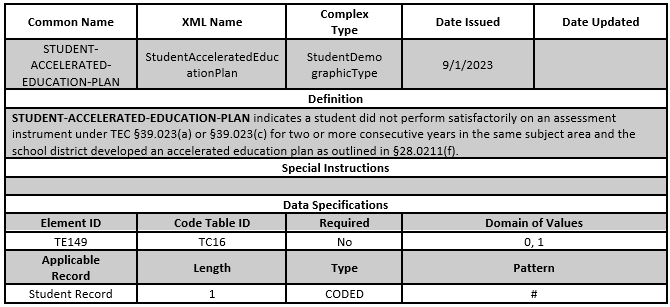 Common Name XML Name Complex Type Date Issued Date Updated
STUDENT-ACCELERATED-EDUCATION-PLAN StudentAcceleratedEducationPlan StudentDemographicType 9/1/2023
Definition
STUDENT-ACCELERATED-EDUCATION-PLAN indicates a student did not perform satisfactorily on an assessment
instrument under TEC §39.023(a) or §39.023(c) for two or more consecutive years in the same subject area and the
school district developed an accelerated education plan as outlined in §28.0211(f).
Special Instructions
Data Specifications
Element ID Code Table ID Required Domain of Values
TE149 TC16 No 0, 1
Applicable Record Length Type Pattern
Student Record 1 CODED #